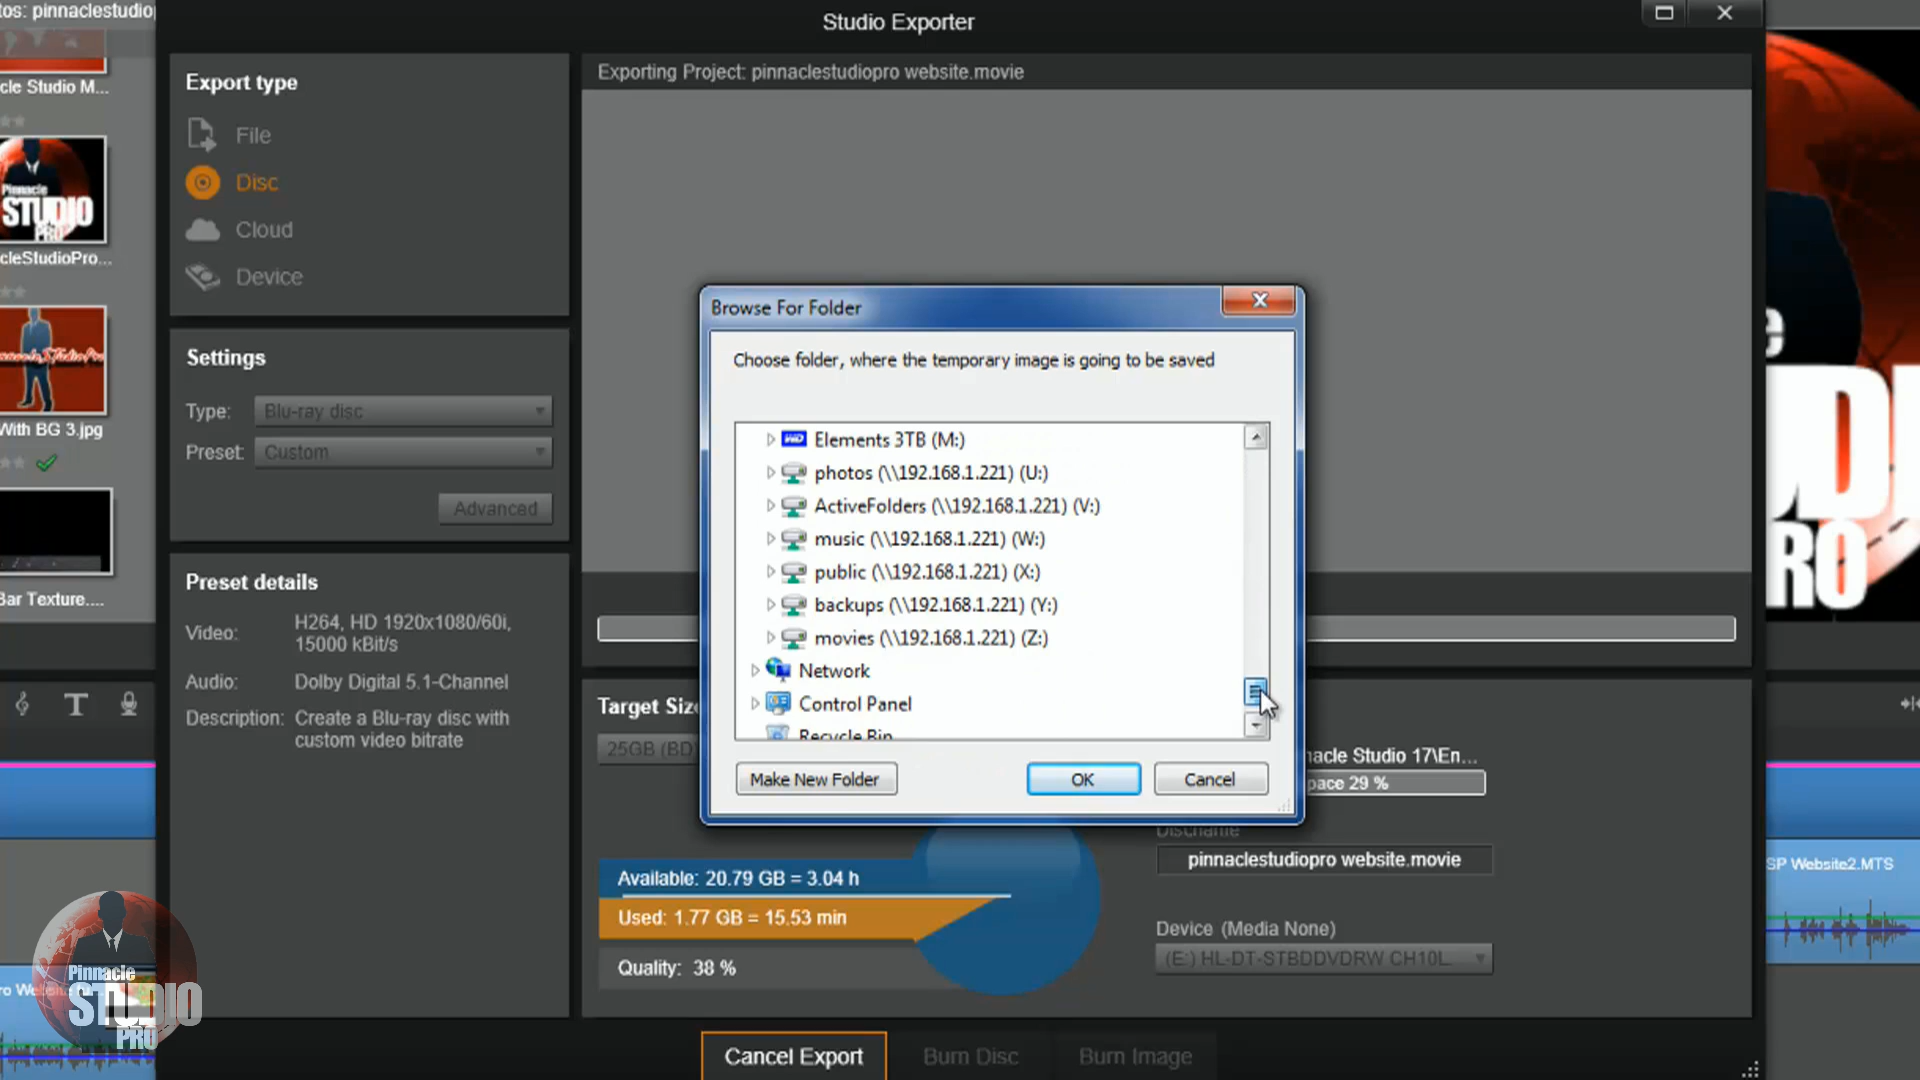 tos: pinnaclestudiopro
Studio Exporter
cle Studio M...
Pinnacle
STUDIO
PRO
cleStudioPro...
With BG 3.jpg
Bar Texture....
Export type
File
Disc
Cloud
Device
Settings
Type: Blu-ray disc
Preset: Custom
Advanced
Preset details
Video: H264, HD 1920x1080/60i,
15000 kBit/s
Audio: Dolby Digital 5.1-Channel
Description: Create a Blu-ray disc with
custom video bitrate
Exporting Project: pinnaclestudiopro website.movie
Browse For Folder
Choose folder, where the temporary image is going to be saved
WD Elements 3TB (M:)
photos (\\192.168.1.221) (U:)
ActiveFolders (\\192.168.1.221) (V:)
music (\\192.168.1.221) (W:)
public (\\192.168.1.221) (X:)
backups (\\192.168.1.221) (Y:)
movies (\\192.168.1.221) (Z:)
Network
Control Panel
Recycle Bin
Make New Folder
OK
Cancel
Target Size
25GB (BD)
nacle Studio 17\En...
pace 29 %
Discname
pinnaclestudiopro website.movie
Available: 20.79 GB = 3.04 h
Used: 1.77 GB = 15.53 min
Quality: 38 %
Device (Media None)
(E:) HL-DT-STBDDVDRW CH10L
Cancel Export
Burn Disc
Burn Image
SP Website2.MTS
Pinnacle
STUDIO
PRO